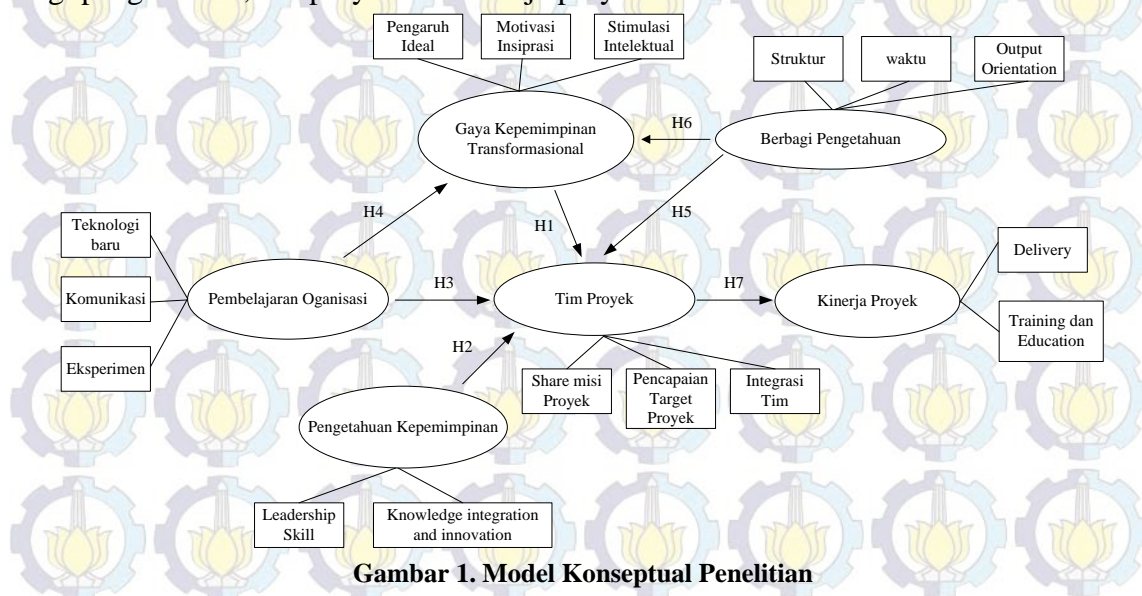 Pengaruh
Ideal
Motivasi
Insiprasi
Stimulasi
Intelektual
Struktur
waktu
Output
Orientation
Gaya Kepemimpinan
Transformasional
H6
Berbagi Pengetahuan
H4
H1
H5
Teknologi
baru
Komunikasi
Eksperimen
Pembelajaran Oganisasi
H3
Tim Proyek
H7
Kinerja Proyek
Delivery
Training dan
Education
H2
Share misi
Proyek
Pencapaian
Target
Proyek
Integrasi
Tim
Pengetahuan Kepemimpinan
Leadership
Skill
Knowledge integration
and innovation
Gambar 1. Model Konseptual Penelitian